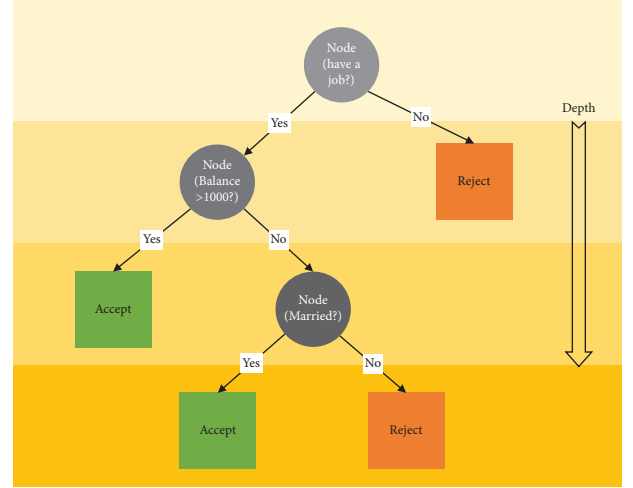 Node
(have a
job?)
Depth
Yes
No
Node
(Balance
>1000?)
Reject
Yes
No
Accept
Node
(Married?)
Yes
No
Accept
Reject